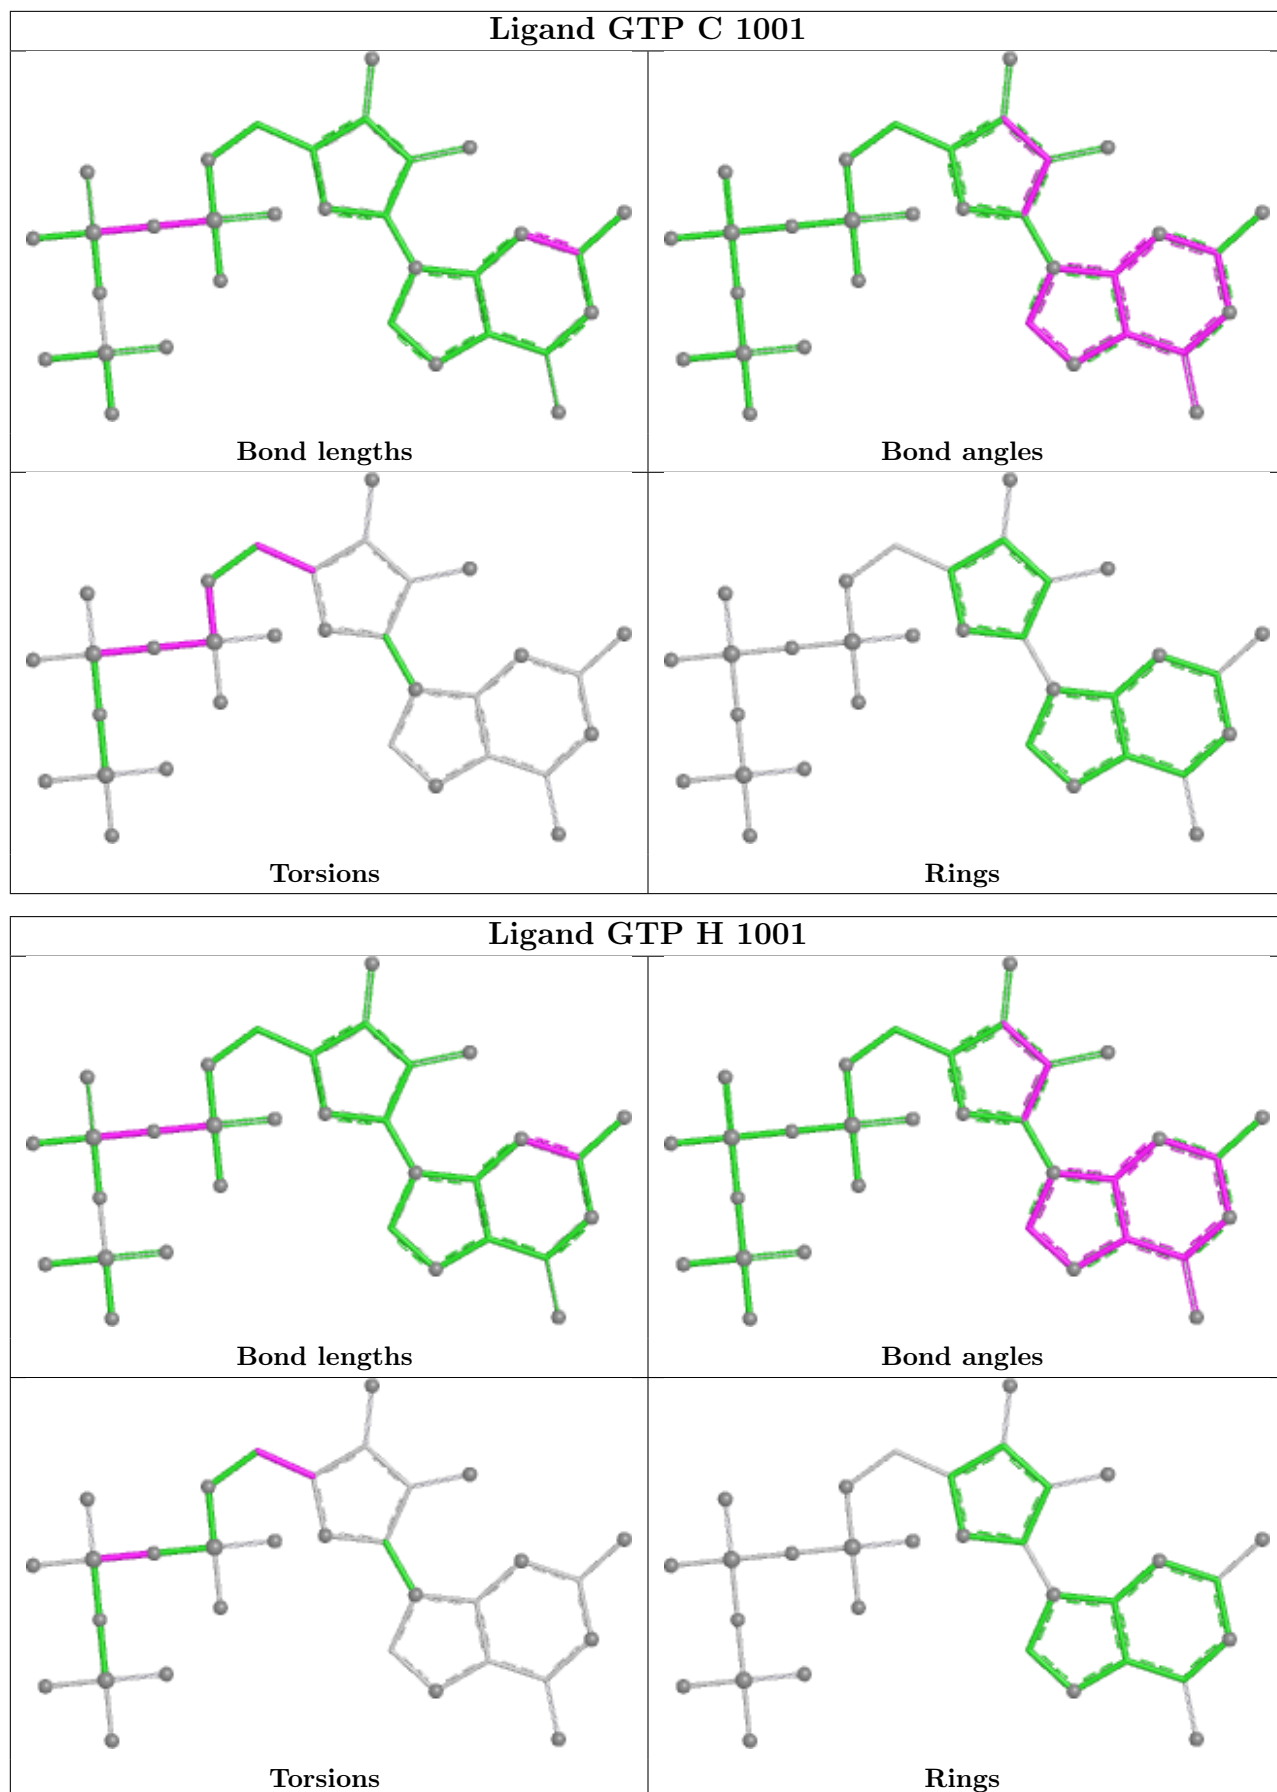 Ligand GTP C 1001
Bond lengths
Bond angles
Torsions
Rings
Ligand GTP H 1001
Bond lengths
Bond angles
Torsions
Rings